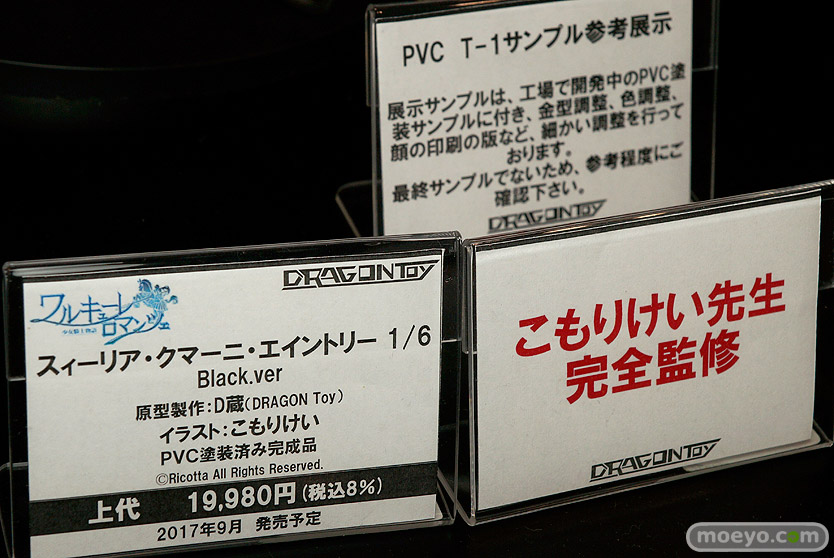 PVC T-1サンプル参考展示
展示サンプルは、工場で開発中のPVC塗
装サンプルに付き、金型調整、色調整、
顔の印刷の版など、細かい調整を行って
おります。
最終サンプルでないため、参考程度にご
確認下さい。
DRAGONTOY
DRAGONTOY
ワルキューレ
ロマンツェ
少女騎士物語
スィーリア・クマーニ・エイントリー 1/6
Black.ver
原型製作:D蔵(DRAGON Toy)
イラスト:こもりけい
PVC塗装済み完成品
©Ricotta All Rights Reserved.
上代 19,980円(税込8%)
2017年9月 発売予定
こもりけい先生
完全監修
DRAGONTOY
moeyo.com